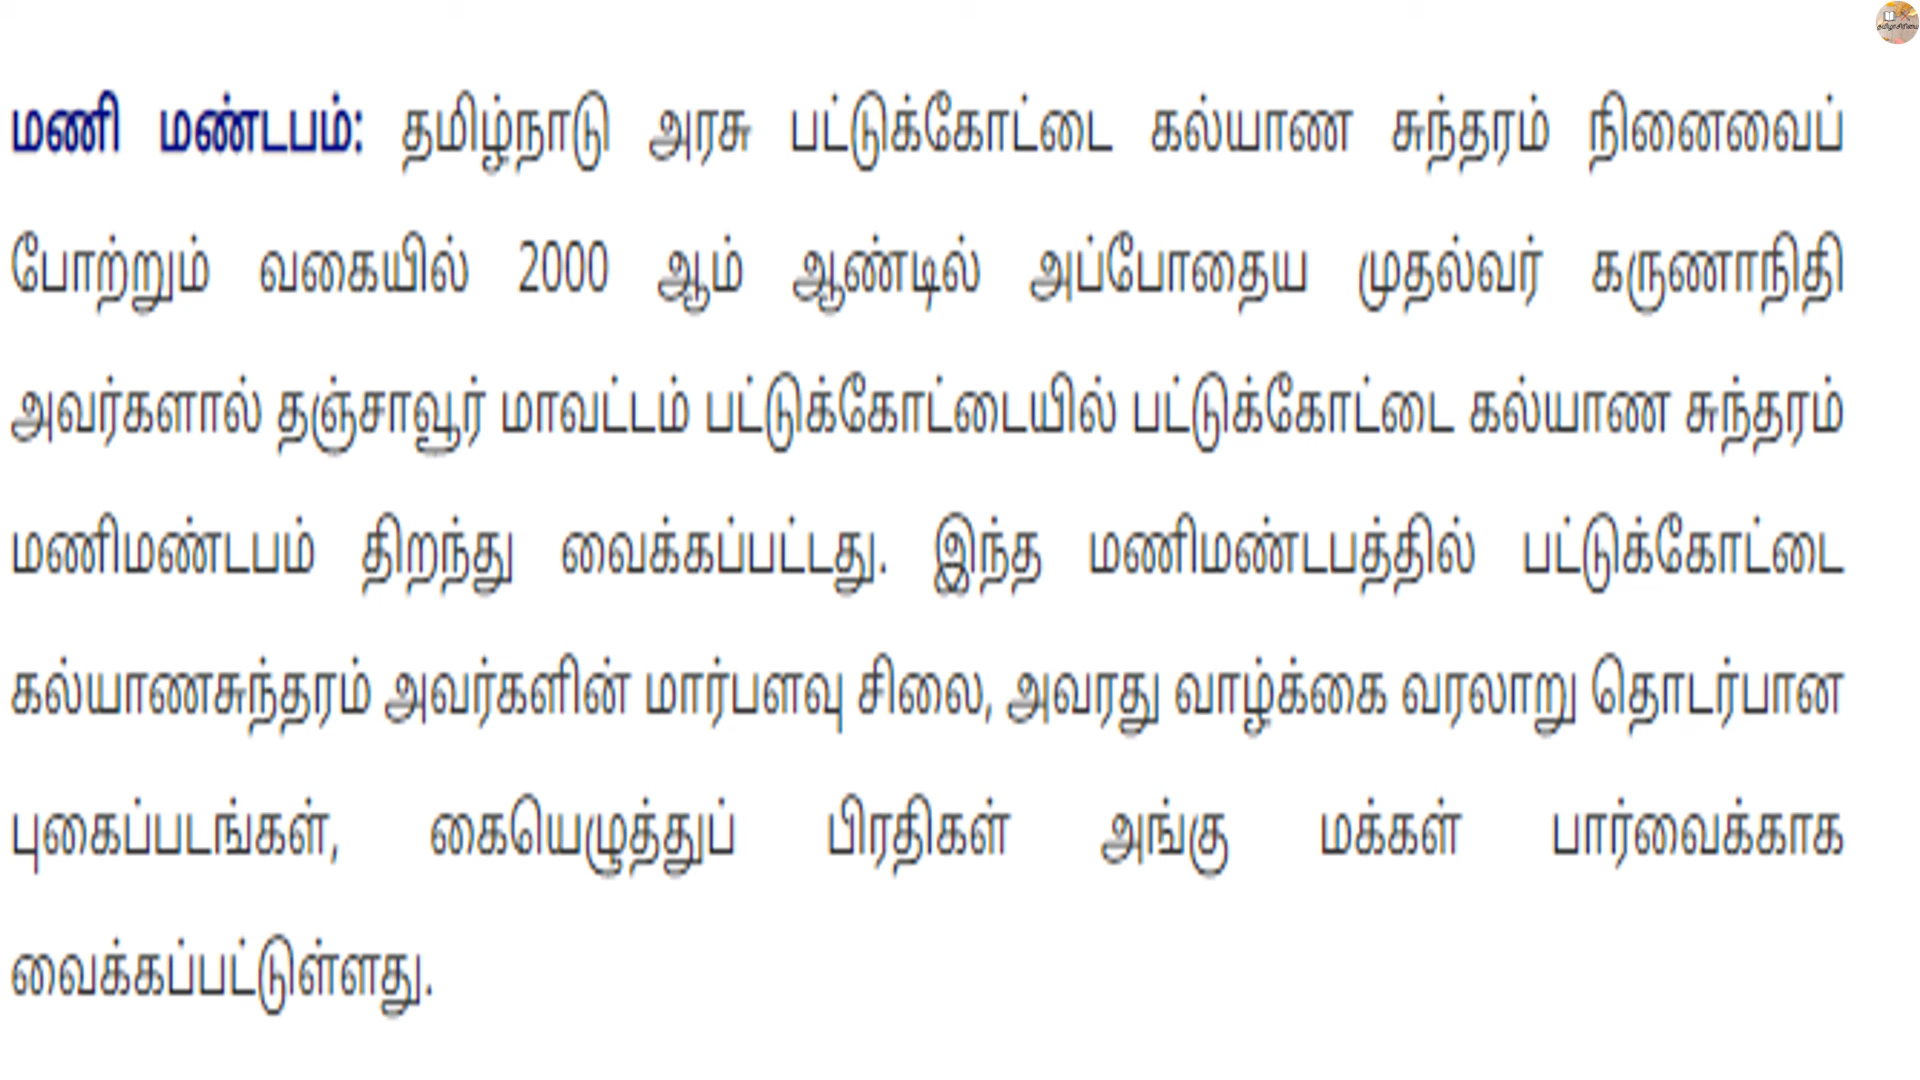 மணி மண்டபம்: தமிழ்நாடு அரசு பட்டுக்கோட்டை கல்யாண சுந்தரம் நினைவைப்
போற்றும் வகையில் 2000 ஆம் ஆண்டில் அப்போதைய முதல்வர் கருணாநிதி
அவர்களால் தஞ்சாவூர் மாவட்டம் பட்டுக்கோட்டையில் பட்டுக்கோட்டை கல்யாண சுந்தரம்
மணிமண்டபம் திறந்து வைக்கப்பட்டது. இந்த மணிமண்டபத்தில் பட்டுக்கோட்டை
கல்யாணசுந்தரம் அவர்களின் மார்பளவு சிலை, அவரது வாழ்க்கை வரலாறு தொடர்பான
புகைப்படங்கள், கையெழுத்துப் பிரதிகள் அங்கு மக்கள் பார்வைக்காக
வைக்கப்பட்டுள்ளது.